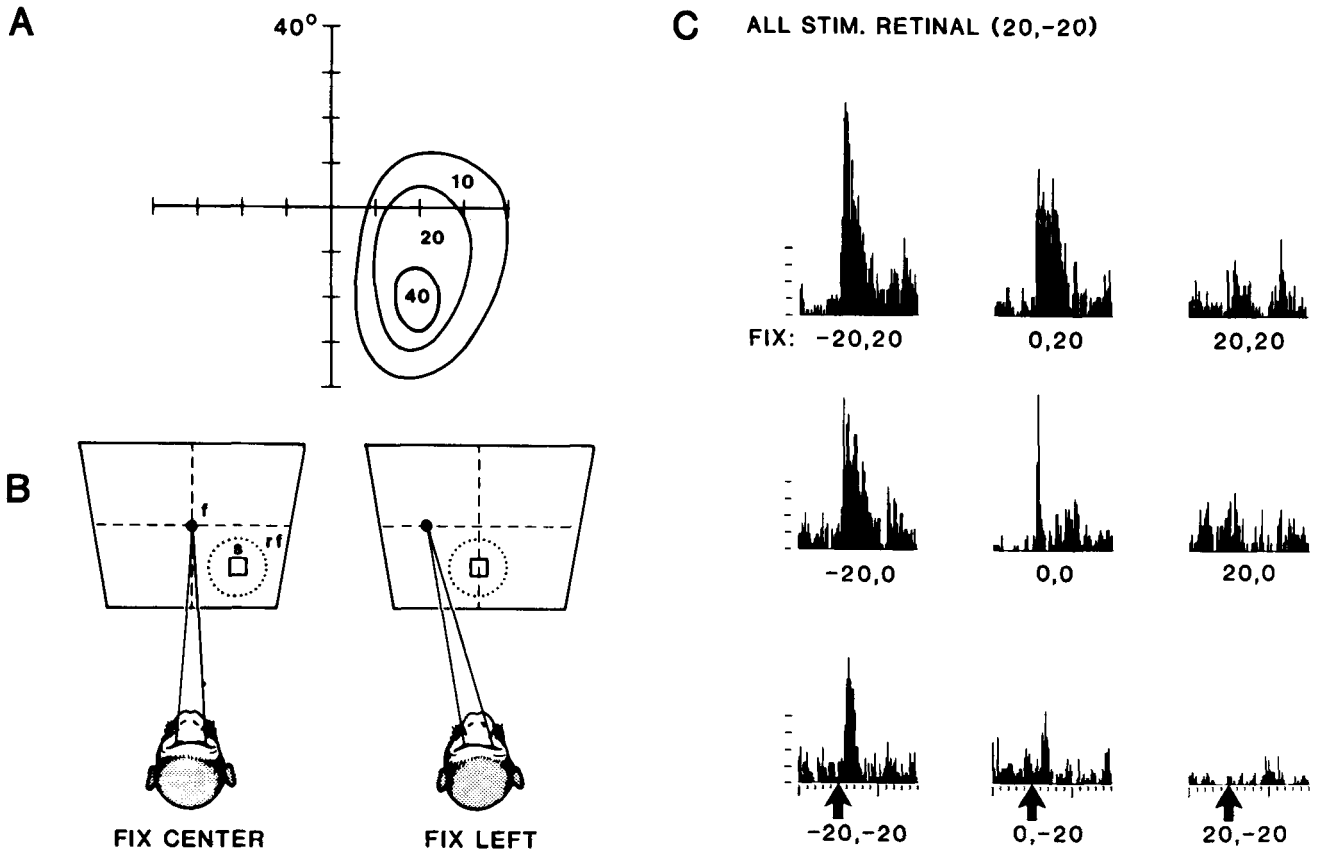 A
40°
10
20
40
B
f
s
rf
FIX CENTER
FIX LEFT
C
ALL STIM. RETINAL (20,-20)
FIX: -20,20
0,20
20,20
-20,0
0,0
20,0
-20,-20
0,-20
20,-20